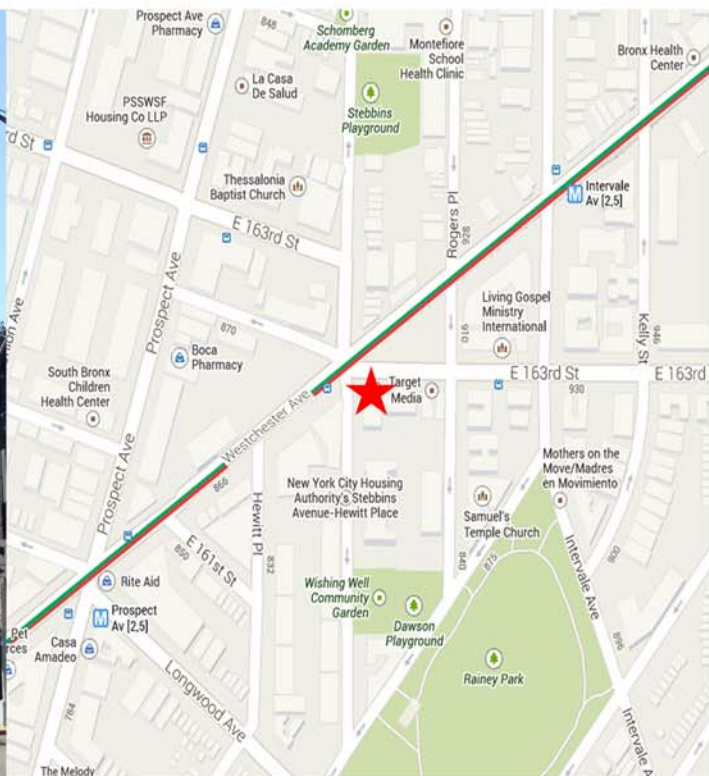 Prospect Ave
Pharmacy
848
Schomberg
Academy Garden
Montefiore
School
Health Clinic
Bronx Health
Center
La Casa
De Salud
PSSWSF
Housing Co LLP
Stebbins
Playground
rd St
Thessalonia
Baptist Church
Intervale
Av [2,5]
E 163rd St
Rogers Pl
928
Prospect Ave
Living Gospel
Ministry
International
Kelly St
946
870
Boca
Pharmacy
910
South Bronx
Children
Health Center
E 163rd St
930
E 163rd
Target
Media
Westchester Ave
866
Mothers on the
Move/Madres
en Movimiento
New York City Housing
Authority's Stebbins
Avenue-Hewitt Place
Prospect Ave
Hewitt Pl
Samuel's
Temple Church
E 161st St
850
832
840
875
900
Intervale Ave
Rite Aid
Wishing Well
Community
Garden
Dawson
Playground
Prospect
Av [2,5]
Pet
rces
Casa
Amadeo
Longwood Ave
896
Rainey Park
784
Intervale A
The Melody